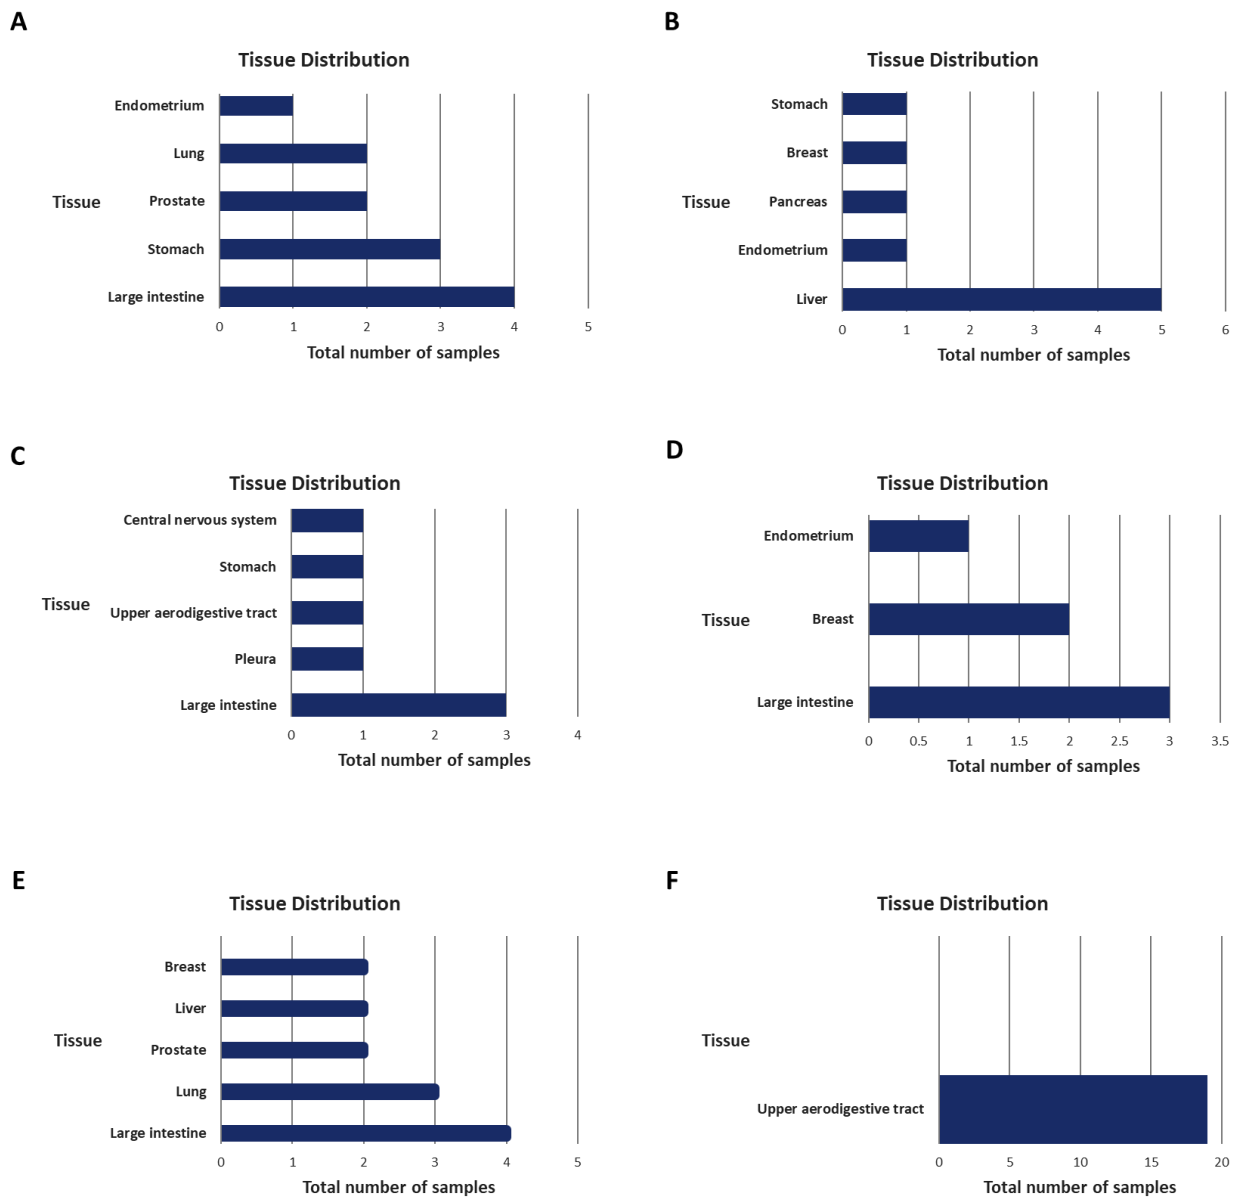 A
Tissue Distribution
Endometrium
Lung
Tissue
Prostate
Stomach
Large intestine
0 1 2 3 4 5
Total number of samples
B
Tissue Distribution
Stomach
Breast
Tissue
Pancreas
Endometrium
Liver
0 1 2 3 4 5 6
Total number of samples
C
Tissue Distribution
Central nervous system
Stomach
Tissue
Upper aerodigestive tract
Pleura
Large intestine
0 1 2 3 4
Total number of samples
D
Tissue Distribution
Endometrium
Tissue
Breast
Large intestine
0 0.5 1 1.5 2 2.5 3 3.5
Total number of samples
E
Tissue Distribution
Breast
Liver
Tissue
Prostate
Lung
Large intestine
0 1 2 3 4 5
Total number of samples
F
Tissue Distribution
Tissue
Upper aerodigestive tract
0 5 10 15 20
Total number of samples